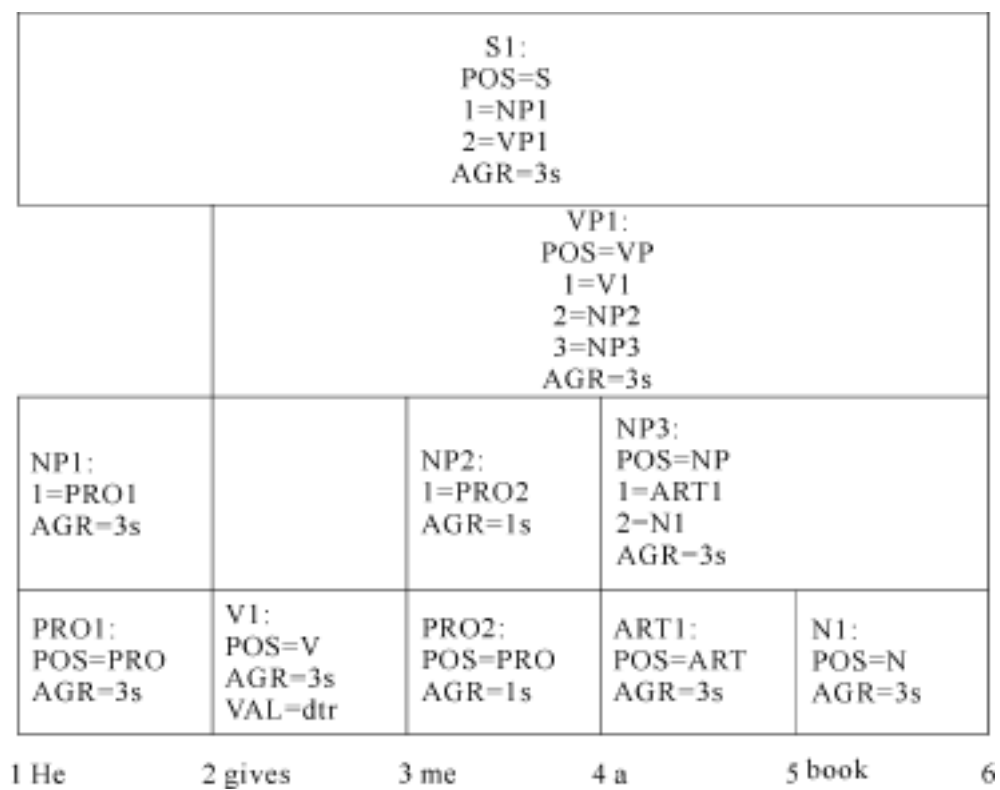 S1:
POS=S
1=NP1
2=VP1
AGR=3s
VP1:
POS=VP
1=V1
2=NP2
3=NP3
AGR=3s
NP1:
1=PRO1
AGR=3s
NP2:
1=PRO2
AGR=1s
NP3:
POS=NP
1=ART1
2=N1
AGR=3s
PRO1:
POS=PRO
AGR=3s
V1:
POS=V
AGR=3s
VAL=dtr
PRO2:
POS=PRO
AGR=1s
ART1:
POS=ART
AGR=3s
N1:
POS=N
AGR=3s
1 He 2 gives 3 me 4 a 5 book 6